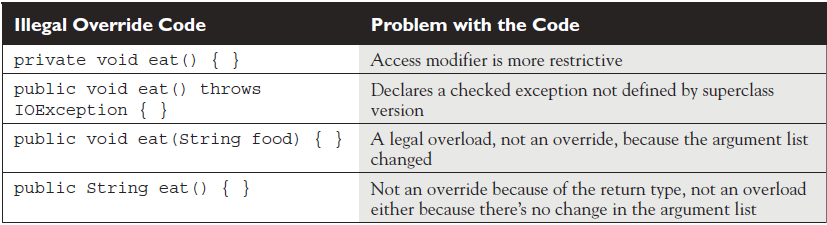 Illegal Override Code Problem with the Code
private void eat() { } Access modifier is more restrictive
public void eat() throws Declares a checked exception not defined by superclass
IOException { } version
public void eat(String food) { } A legal overload, not an override, because the argument list
changed
public String eat() { } Not an override because of the return type, not an overload
either because there's no change in the argument list